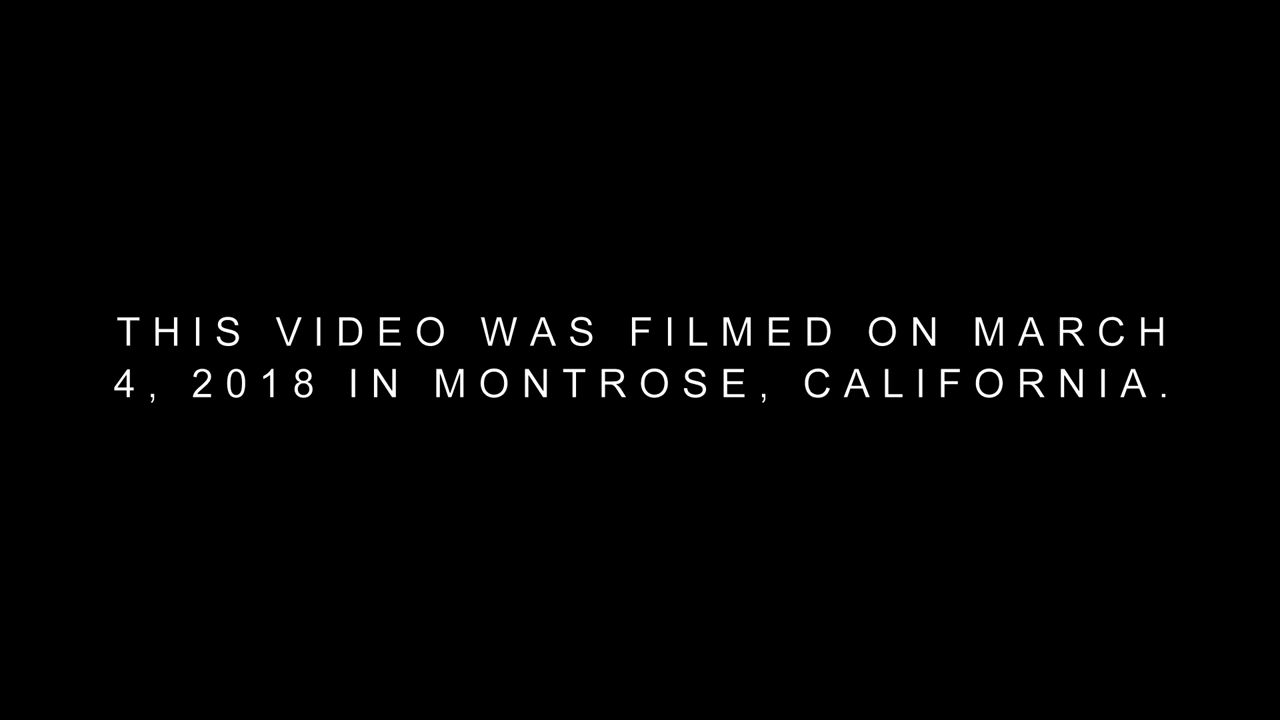 THIS VIDEO WAS FILMED ON MARCH
4, 2018 IN MONTROSE, CALIFORNIA.